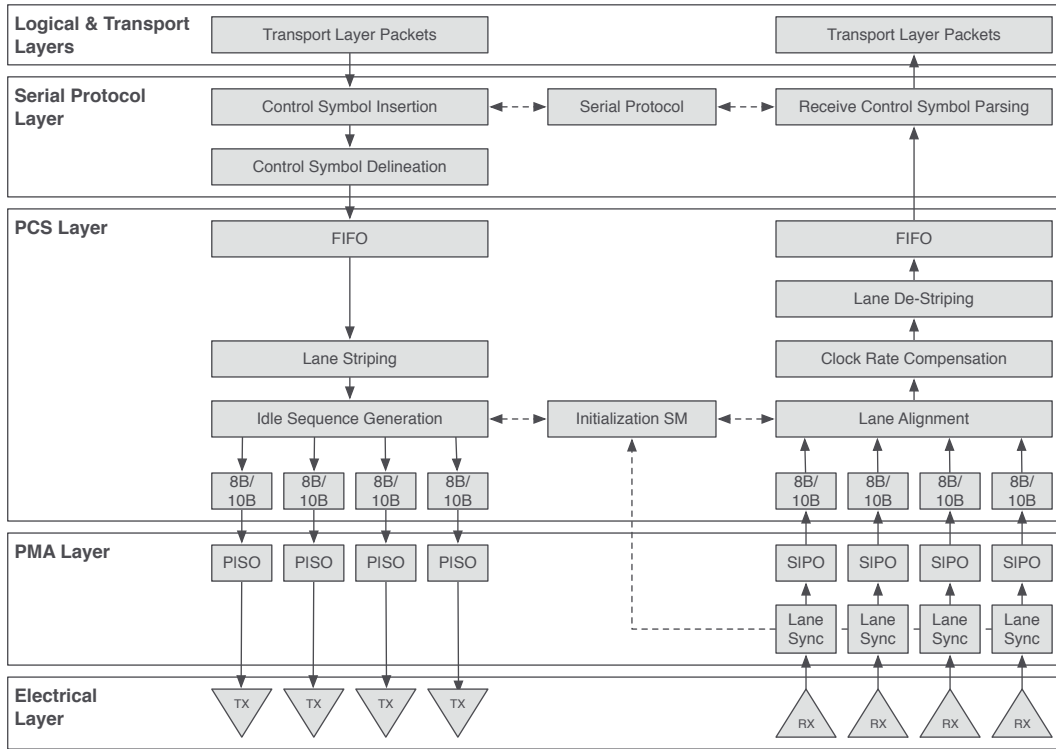 Logical & Transport
Layers
Transport Layer Packets
Transport Layer Packets
Serial Protocol
Layer
Control Symbol Insertion
Serial Protocol
Receive Control Symbol Parsing
Control Symbol Delineation
PCS Layer
FIFO
FIFO
Lane De-Striping
Lane Striping
Clock Rate Compensation
Idle Sequence Generation
Initialization SM
Lane Alignment
8B/
10B
8B/
10B
8B/
10B
8B/
10B
8B/
10B
8B/
10B
8B/
10B
8B/
10B
PMA Layer
PISO
PISO
PISO
PISO
SIPO
SIPO
SIPO
SIPO
Lane
Sync
Lane
Sync
Lane
Sync
Lane
Sync
Electrical
Layer
TX
TX
TX
TX
RX
RX
RX
RX